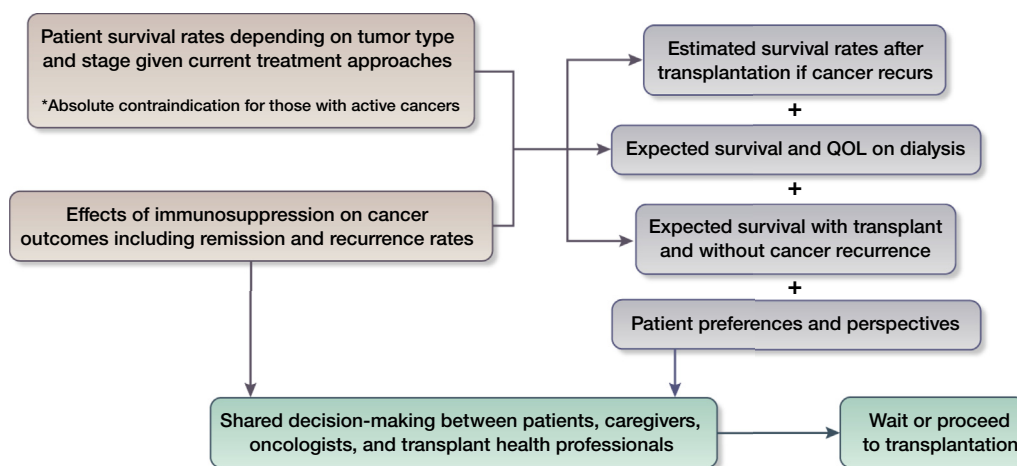 Patient survival rates depending on tumor type
and stage given current treatment approaches
*Absolute contraindication for those with active cancers
Effects of immunosuppression on cancer
outcomes including remission and recurrence rates
Estimated survival rates after
transplantation if cancer recurs
+
Expected survival and QOL on dialysis
+
Expected survival with transplant
and without cancer recurrence
+
Patient preferences and perspectives
Shared decision-making between patients, caregivers,
oncologists, and transplant health professionals
Wait or proceed
to transplantation